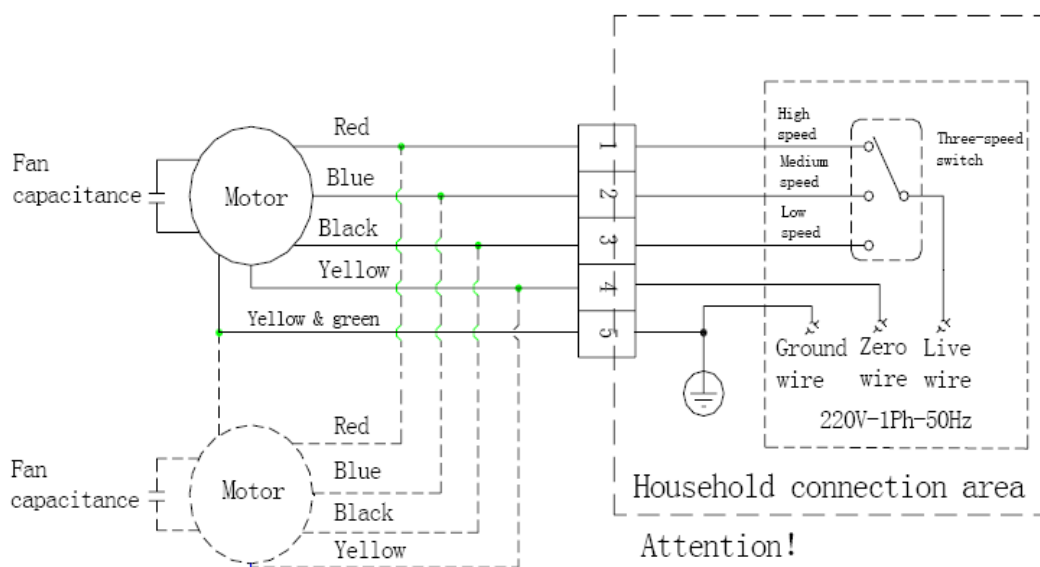 Red
High
speed
Fan
capacitance
Motor
Blue
1
Medium
speed
Three-speed
switch
2
Black
Low
speed
3
Yellow
4
Yellow & green
5
Ground
wire
Zero
wire
Live
wire
220V-1Ph-50Hz
Red
Fan
capacitance
Motor
Blue
Black
Yellow
Household connection area
Attention!